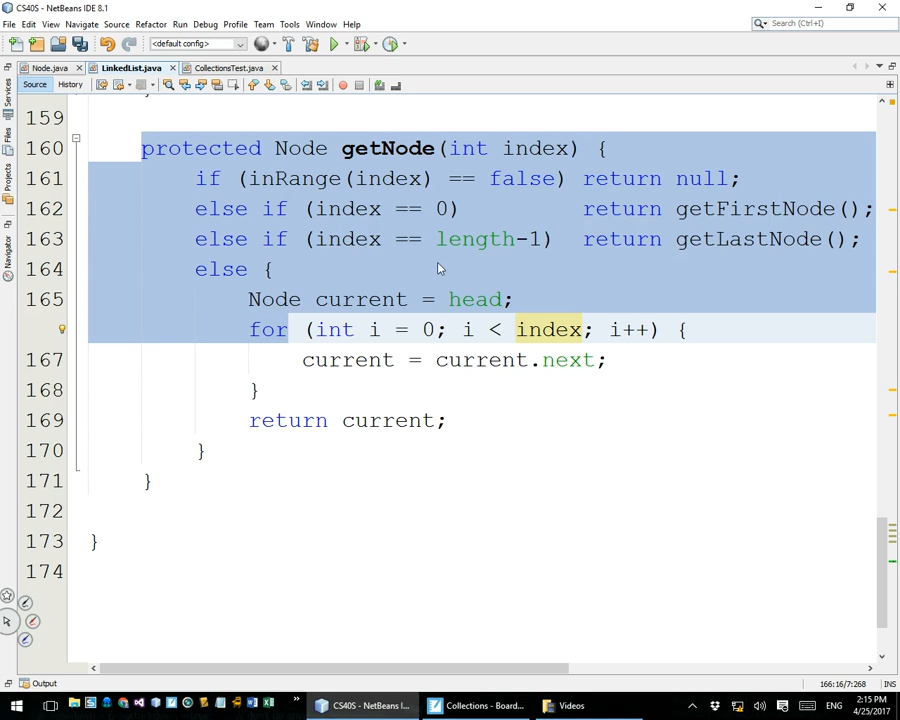 CS40S - NetBeans IDE 8.1
File Edit View Navigate Source Refactor Run Debug Profile Team Tools Window Help
<default config>
Search (Ctrl+I)
Node.java
LinkedList.java
CollectionsTest.java
Source History
Services
Files
Projects
Navigator
159
160 protected Node getNode(int index) {
161 if (inRange(index) == false) return null;
162 else if (index == 0) return getFirstNode();
163 else if (index == length-1) return getLastNode();
164 else {
165 Node current = head;
for (int i = 0; i < index; i++) {
167 current = current.next;
168 }
169 return current;
170 }
171 }
172
173 }
174
Output
166:16/7:268 INS
CS40S - NetBeans I...
Collections - Board...
Videos
ENG
2:15 PM
4/25/2017